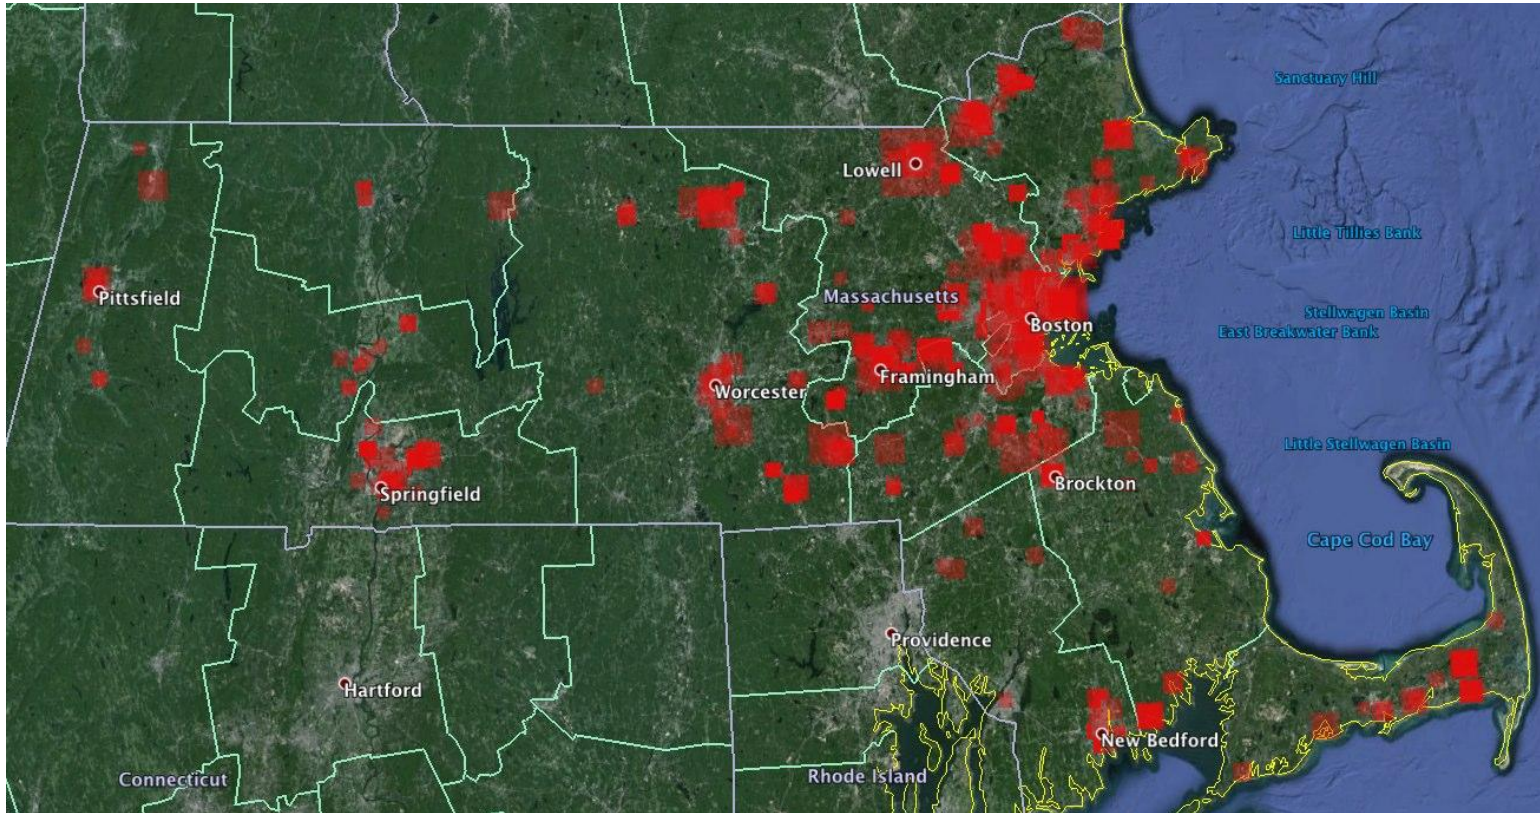 Sanctuary Hill
Lowell
Little Tillies Bank
Pittsfield
Massachusetts
Stellwagen Basin
Boston
East Breakwater Bank
Framingham
Worcester
Little Stellwagen Basin
Springfield
Brockton
Cape Cod Bay
Providence
Hartford
New Bedford
Connecticut
Rhode Island